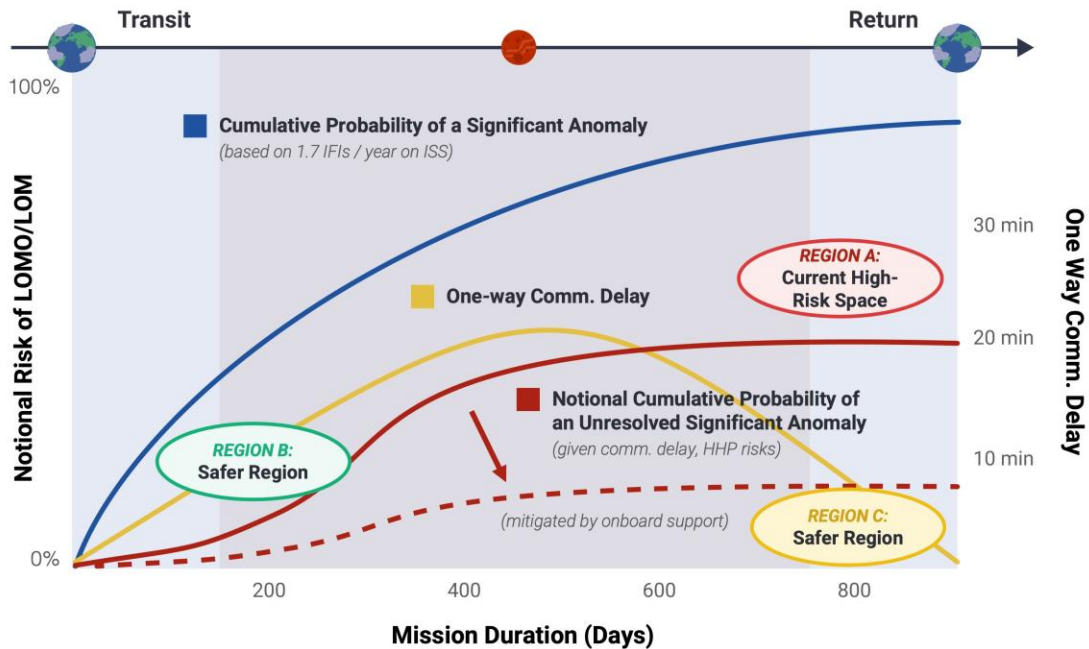 Transit
Return
100%
Cumulative Probability of a Significant Anomaly
(based on 1.7 IFIs / year on ISS)
Notional Risk of LOMO/LOM
One Way Comm. Delay
30 min
REGION A:
Current High-
Risk Space
One-way Comm. Delay
20 min
Notional Cumulative Probability of
an Unresolved Significant Anomaly
(given comm. delay, HHP risks)
REGION B:
Safer Region
10 min
(mitigated by onboard support)
REGION C:
Safer Region
0%
200
400
600
800
Mission Duration (Days)